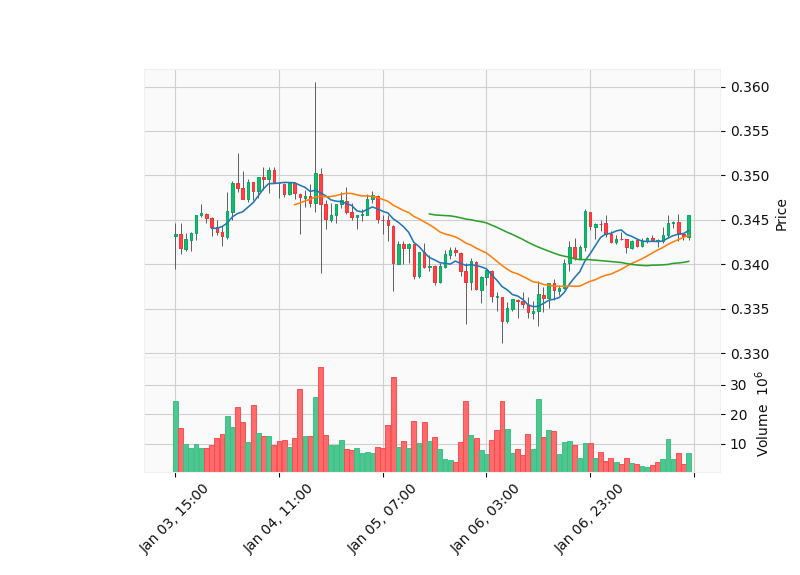 0.360
0.355
0.350
0.345
0.340
0.335
0.330
Price
30
20
10
Volume 10⁶
Jan 03, 15:00
Jan 04, 11:00
Jan 05, 07:00
Jan 06, 03:00
Jan 06, 23:00